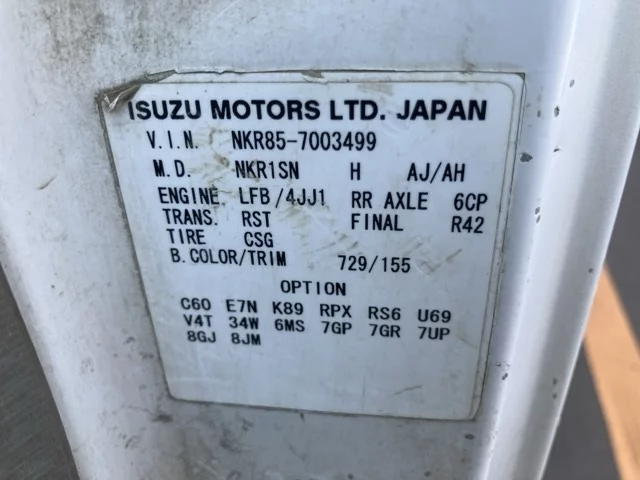 ISUZU MOTORS LTD. JAPAN
V.I.N. NKR85-7003499
M.D. NKR1SN H AJ/AH
ENGINE. LFB/4JJ1 RR AXLE 6CP
TRANS. RST FINAL R42
TIRE CSG
B.COLOR/TRIM 729/155
OPTION
C60 E7N K89 RPX RS6 U69
V4T 34W 6MS 7GP 7GR 7UP
8GJ 8JM